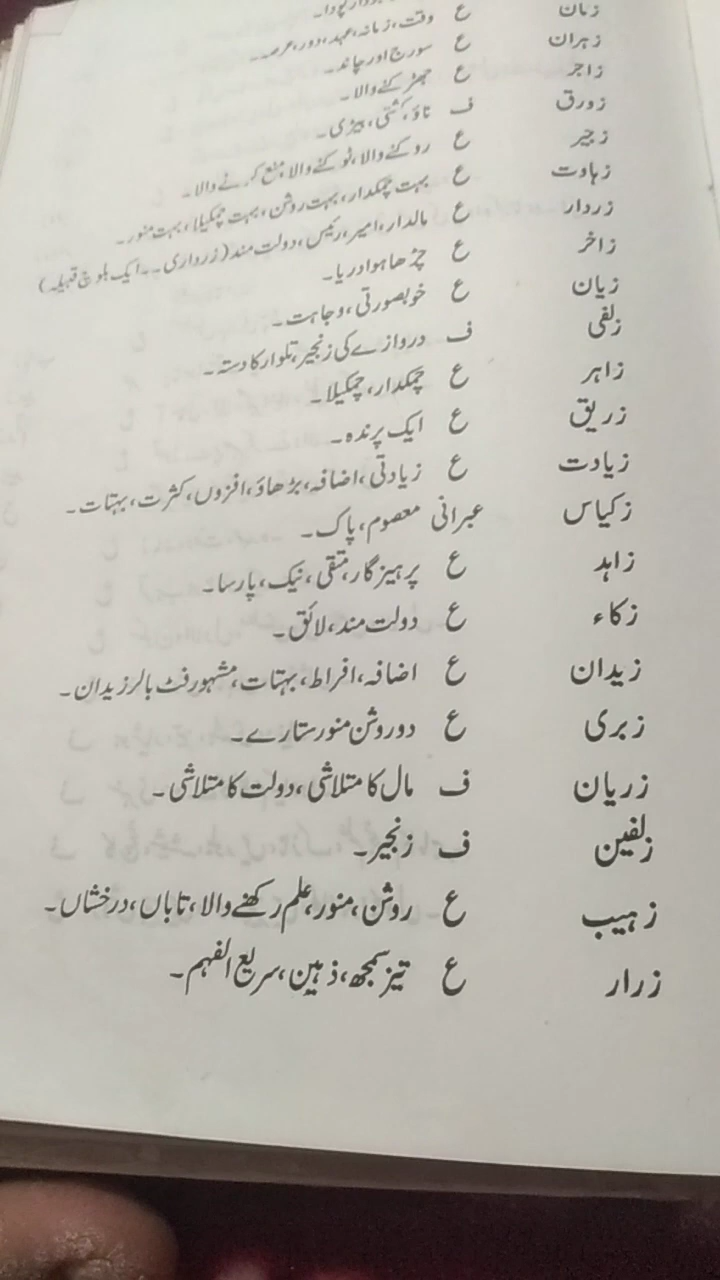 زمان ع وقت، زمانہ، عہد، دور، عرصہ۔
زہران ع سورج اور چاند۔
زاجر ع جھڑکنے والا۔
زورق ف ناؤ، کشتی، بیڑی۔
زجیر ع روکنے والا، ٹوکنے والا، منع کرنے والا۔
زہاوت ع بہت چمکدار، بہت روشن، بہت چمکیلا، بہت منور۔
زردار ع مالدار، امیر، رئیس، دولت مند (زرداری۔۔ ایک بلوچ قبیلہ)
زاخر ع چڑھا ہوا دریا۔
زیان ع خوبصورتی، وجاہت۔
زلفی ف دروازے کی زنجیر، تلوار کا دستہ۔
زاہر ع چمکدار، چمکیلا۔
زریق ع ایک پرندہ۔
زیادت ع زیادتی، اضافہ، بڑھاؤ، افزوں، کثرت، بہتات۔
زکیاس عبرانی معصوم، پاک۔
زاہد ع پرہیزگار، متقی، نیک، پارسا۔
زکاء ع دولت مند، لائق۔
زیدان ع اضافہ، افراط، بہتات، مشہور فٹ بالر زیدان۔
زبری ع دو روشن منور ستارے۔
زریان ف مال کا متلاشی، دولت کا متلاشی۔
زلفین ف زنجیر۔
زہیب ع روشن، منور، علم رکھنے والا، تاباں، درخشاں۔
زرار ع تیز سمجھ، ذہین، سریع الفہم۔